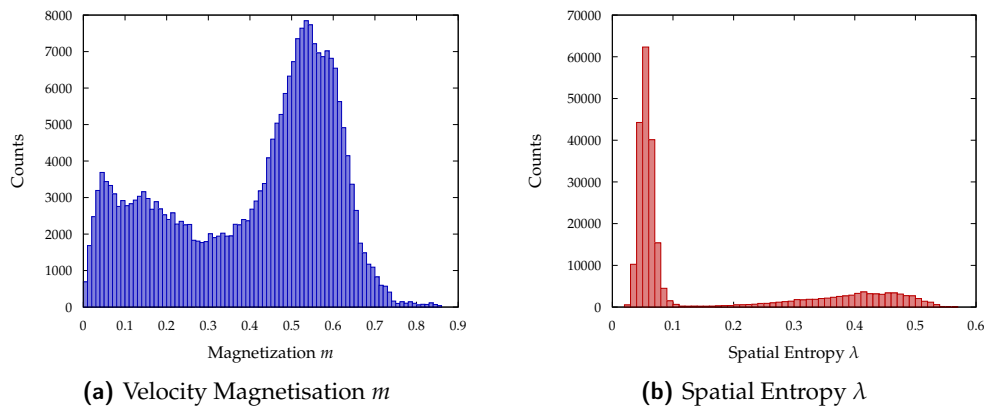 8000
7000
6000
5000
4000
3000
2000
1000
0
Counts
0 0.1 0.2 0.3 0.4 0.5 0.6 0.7 0.8 0.9
Magnetization m
(a) Velocity Magnetisation m
70000
60000
50000
40000
30000
20000
10000
0
Counts
0 0.1 0.2 0.3 0.4 0.5 0.6
Spatial Entropy λ
(b) Spatial Entropy λ